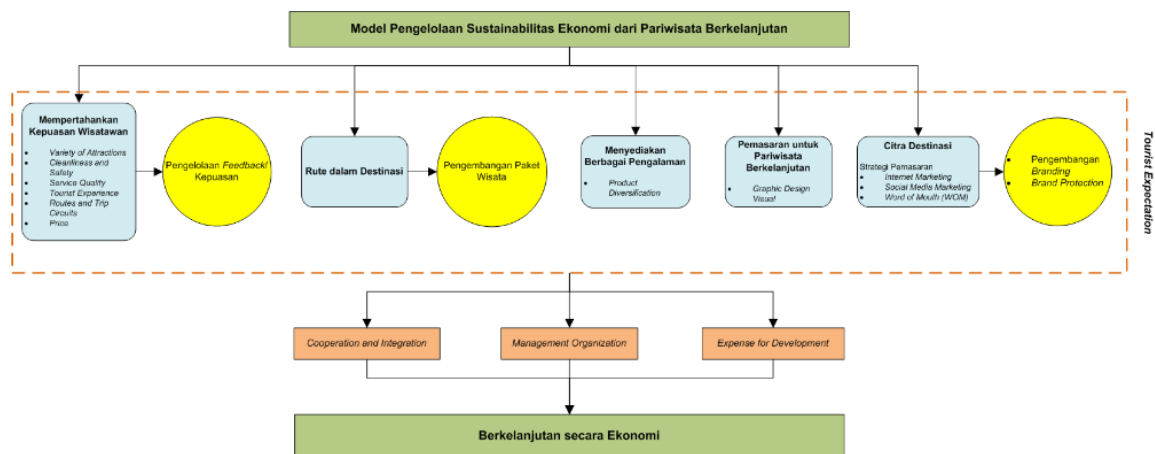 Model Pengelolaan Sustainabilitas Ekonomi dari Pariwisata Berkelanjutan
Mempertahankan
Kepuasan Wisatawan
• Variety of Attractions
• Cleanliness and
Safety
• Service Quality
• Tourist Experience
• Routes and Trip
Circuits
• Price
Pengelolaan Feedback/
Kepuasan
Rute dalam Destinasi
Pengembangan Paket
Wisata
Menyediakan
Berbagai Pengalaman
• Product
Diversification
Pemasaran untuk
Pariwisata
Berkelanjutan
• Graphic Design
Visual
Citra Destinasi
Strategi Pemasaran
• Internet Marketing
• Social Medis Marketing
• Word of Mouth (WOM)
• Pengembangan
Branding
• Brand Protection
Tourist Expectation
Cooperation and Integration
Management Orgnization
Expense for Development
Berkelanjutan secara Ekonomi